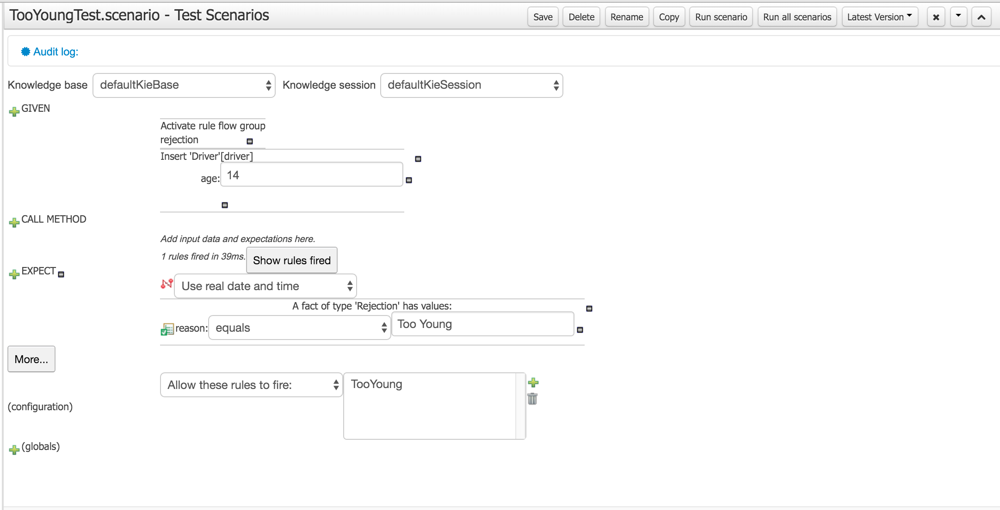 TooYoungTest.scenario - Test Scenarios
Save Delete Rename Copy Run scenario Run all scenarios Latest Version
Audit log:
Knowledge base defaultKieBase Knowledge session defaultKieSession
GIVEN
Activate rule flow group
rejection
Insert 'Driver'[driver]
age: 14
CALL METHOD
Add input data and expectations here.
1 rules fired in 39ms. Show rules fired
EXPECT
Use real date and time
A fact of type 'Rejection' has values:
reason: equals Too Young
More...
Allow these rules to fire: TooYoung
(configuration)
(globals)